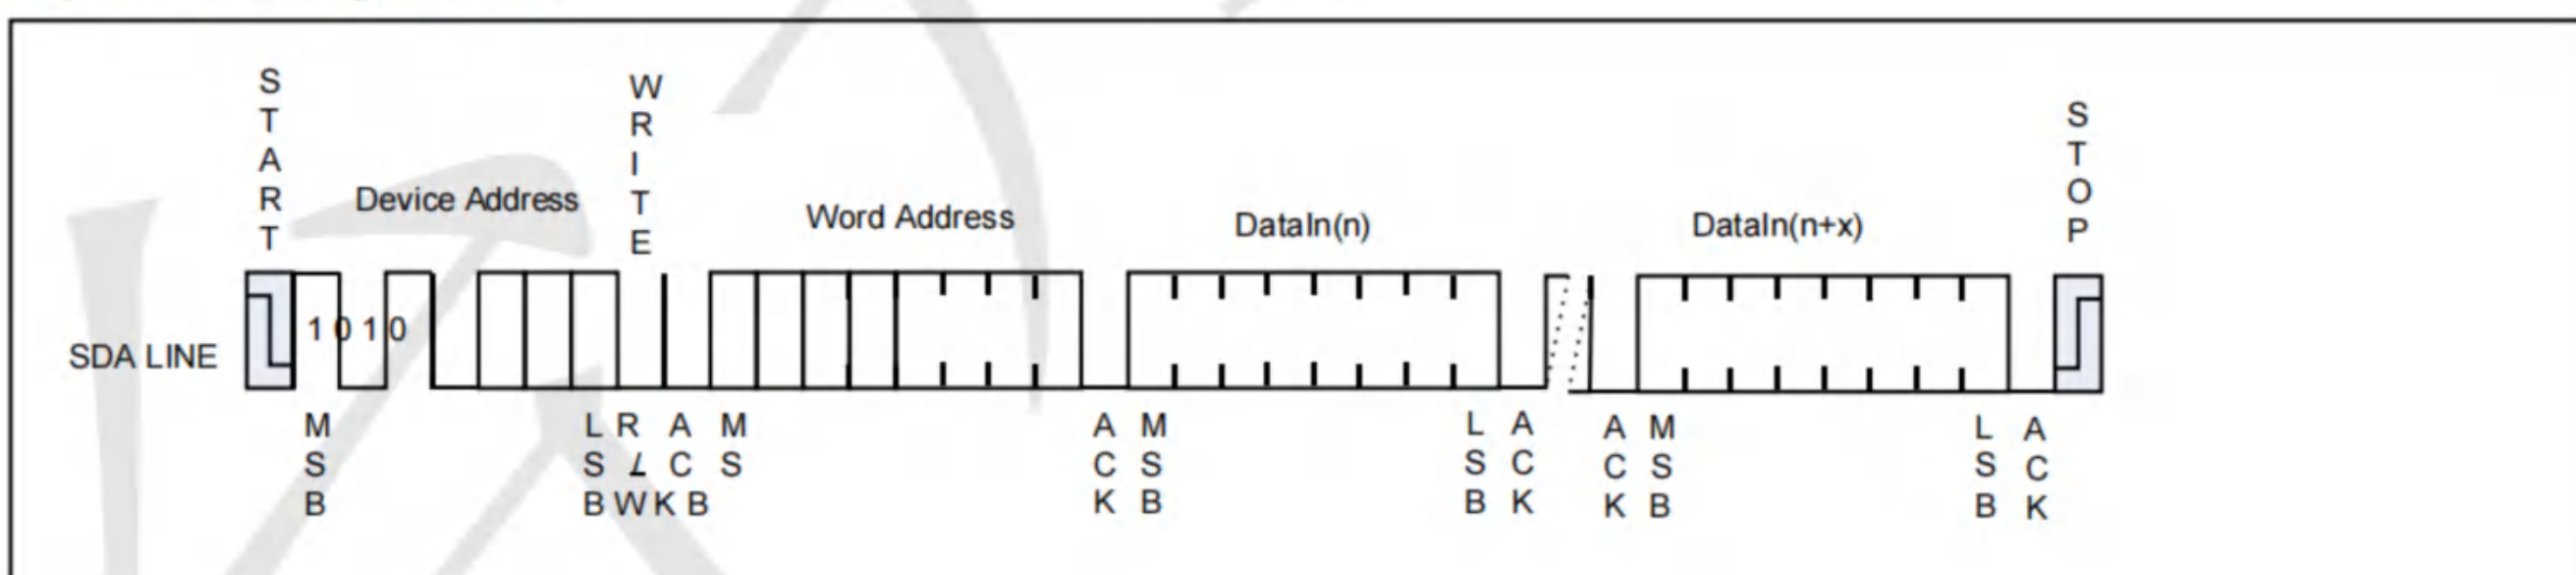 START
WRITE
STOP
Device Address
Word Address
DataIn(n)
DataIn(n+x)
SDA LINE
1 0 1 0
MSB
LSB
R/W
ACK
MSB
ACK
MSB
LSB
ACK
ACK
MSB
LSB
ACK